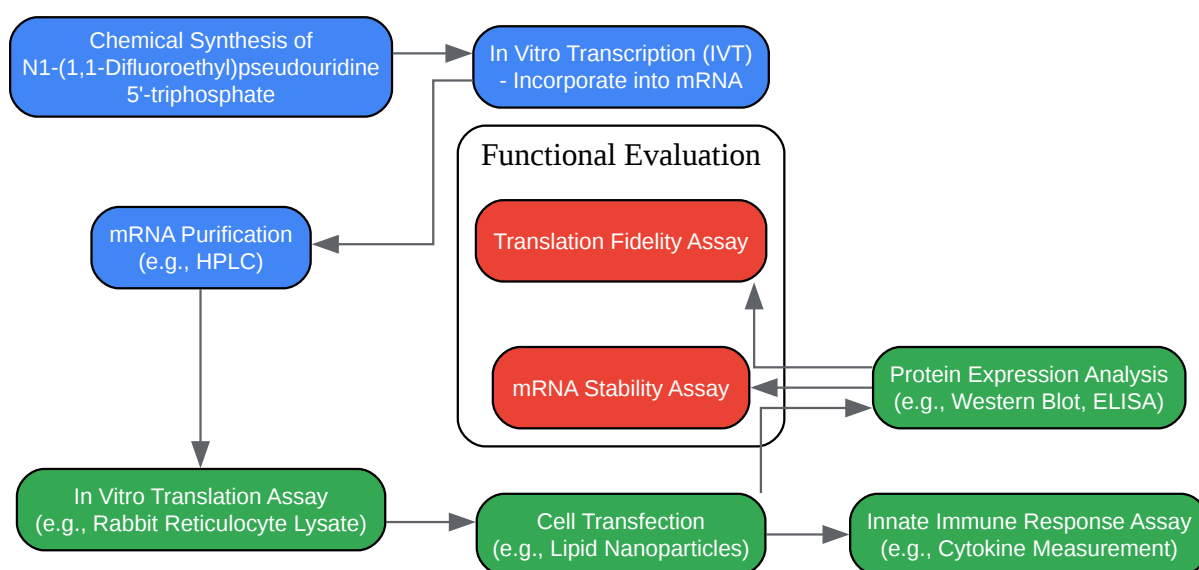 Chemical Synthesis of
N1-(1,1-Difluoroethyl)pseudouridine
5'-triphosphate
In Vitro Transcription (IVT)
- Incorporate into mRNA
Functional Evaluation
Translation Fidelity Assay
mRNA Purification
(e.g., HPLC)
mRNA Stability Assay
Protein Expression Analysis
(e.g., Western Blot, ELISA)
In Vitro Translation Assay
(e.g., Rabbit Reticulocyte Lysate)
Cell Transfection
(e.g., Lipid Nanoparticles)
Innate Immune Response Assay
(e.g., Cytokine Measurement)